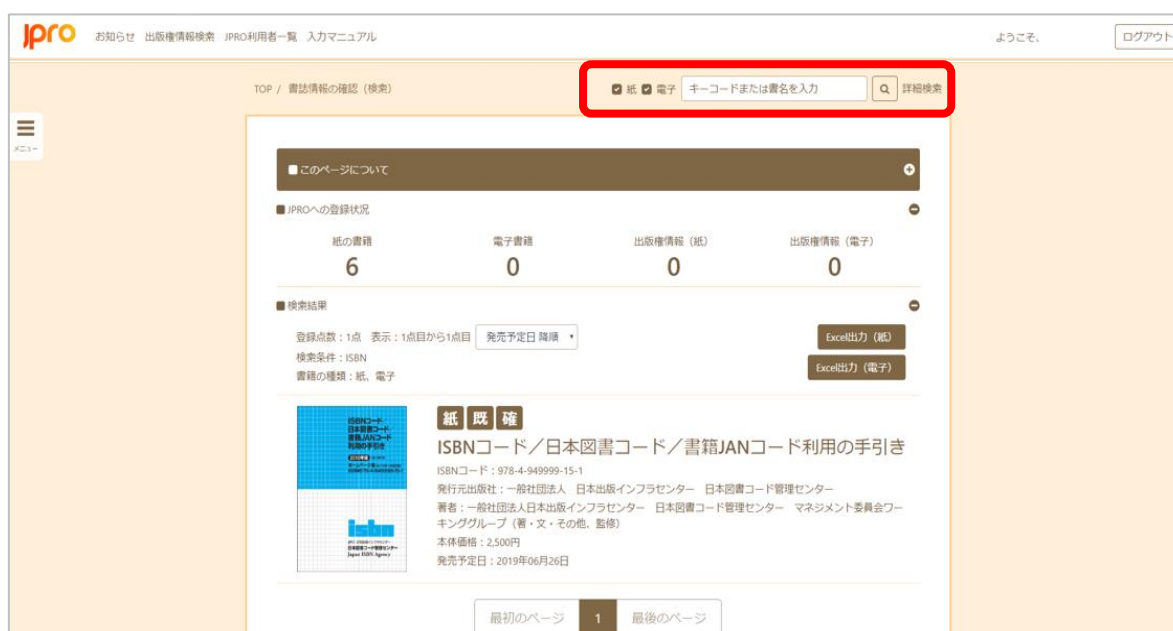 jpro
お知らせ 出版権情報検索 JPRO利用者一覧 入力マニュアル
ようこそ、
ログアウト
TOP / 書誌情報の確認（検索）
紙 電子 キーコードまたは書名を入力
詳細検索
メニュー
このページについて
JPROへの登録状況
紙の書籍 電子書籍 出版権情報（紙） 出版権情報（電子）
6 0 0 0
検索結果
登録点数：1点 表示：1点目から1点目 発売予定日 降順
検索条件：ISBN
書籍の種類：紙、電子
Excel出力（紙）
Excel出力（電子）
ISBNコード
日本図書コード
書籍JANコード
利用の手引き
isbn
日本図書コード管理センター
Japan ISBN Agency
紙 既 確
ISBNコード／日本図書コード／書籍JANコード利用の手引き
ISBNコード：978-4-949999-15-1
発行元出版社：一般社団法人 日本出版インフラセンター 日本図書コード管理センター
著者：一般社団法人日本出版インフラセンター 日本図書コード管理センター マネジメント委員会ワー
キンググループ（著・文・その他、監修）
本体価格：2,500円
発売予定日：2019年06月26日
最初のページ 1 最後のページ